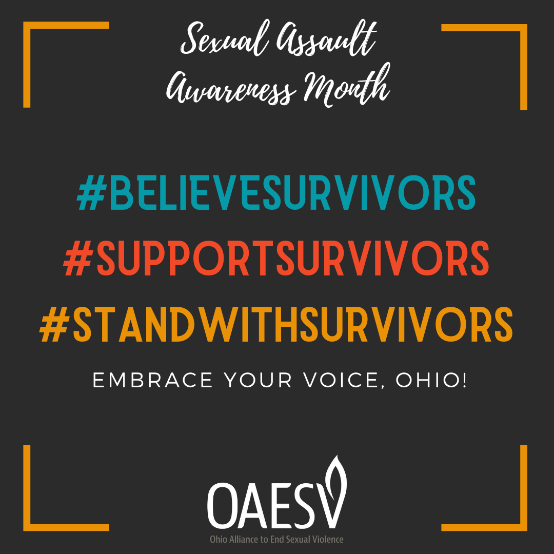 Sexual Assault
Awareness Month
#BELIEVESURVIVORS
#SUPPORTSURVIVORS
#STANDWITHSURVIVORS
EMBRACE YOUR VOICE, OHIO!
OAESV
Ohio Alliance to End Sexual Violence